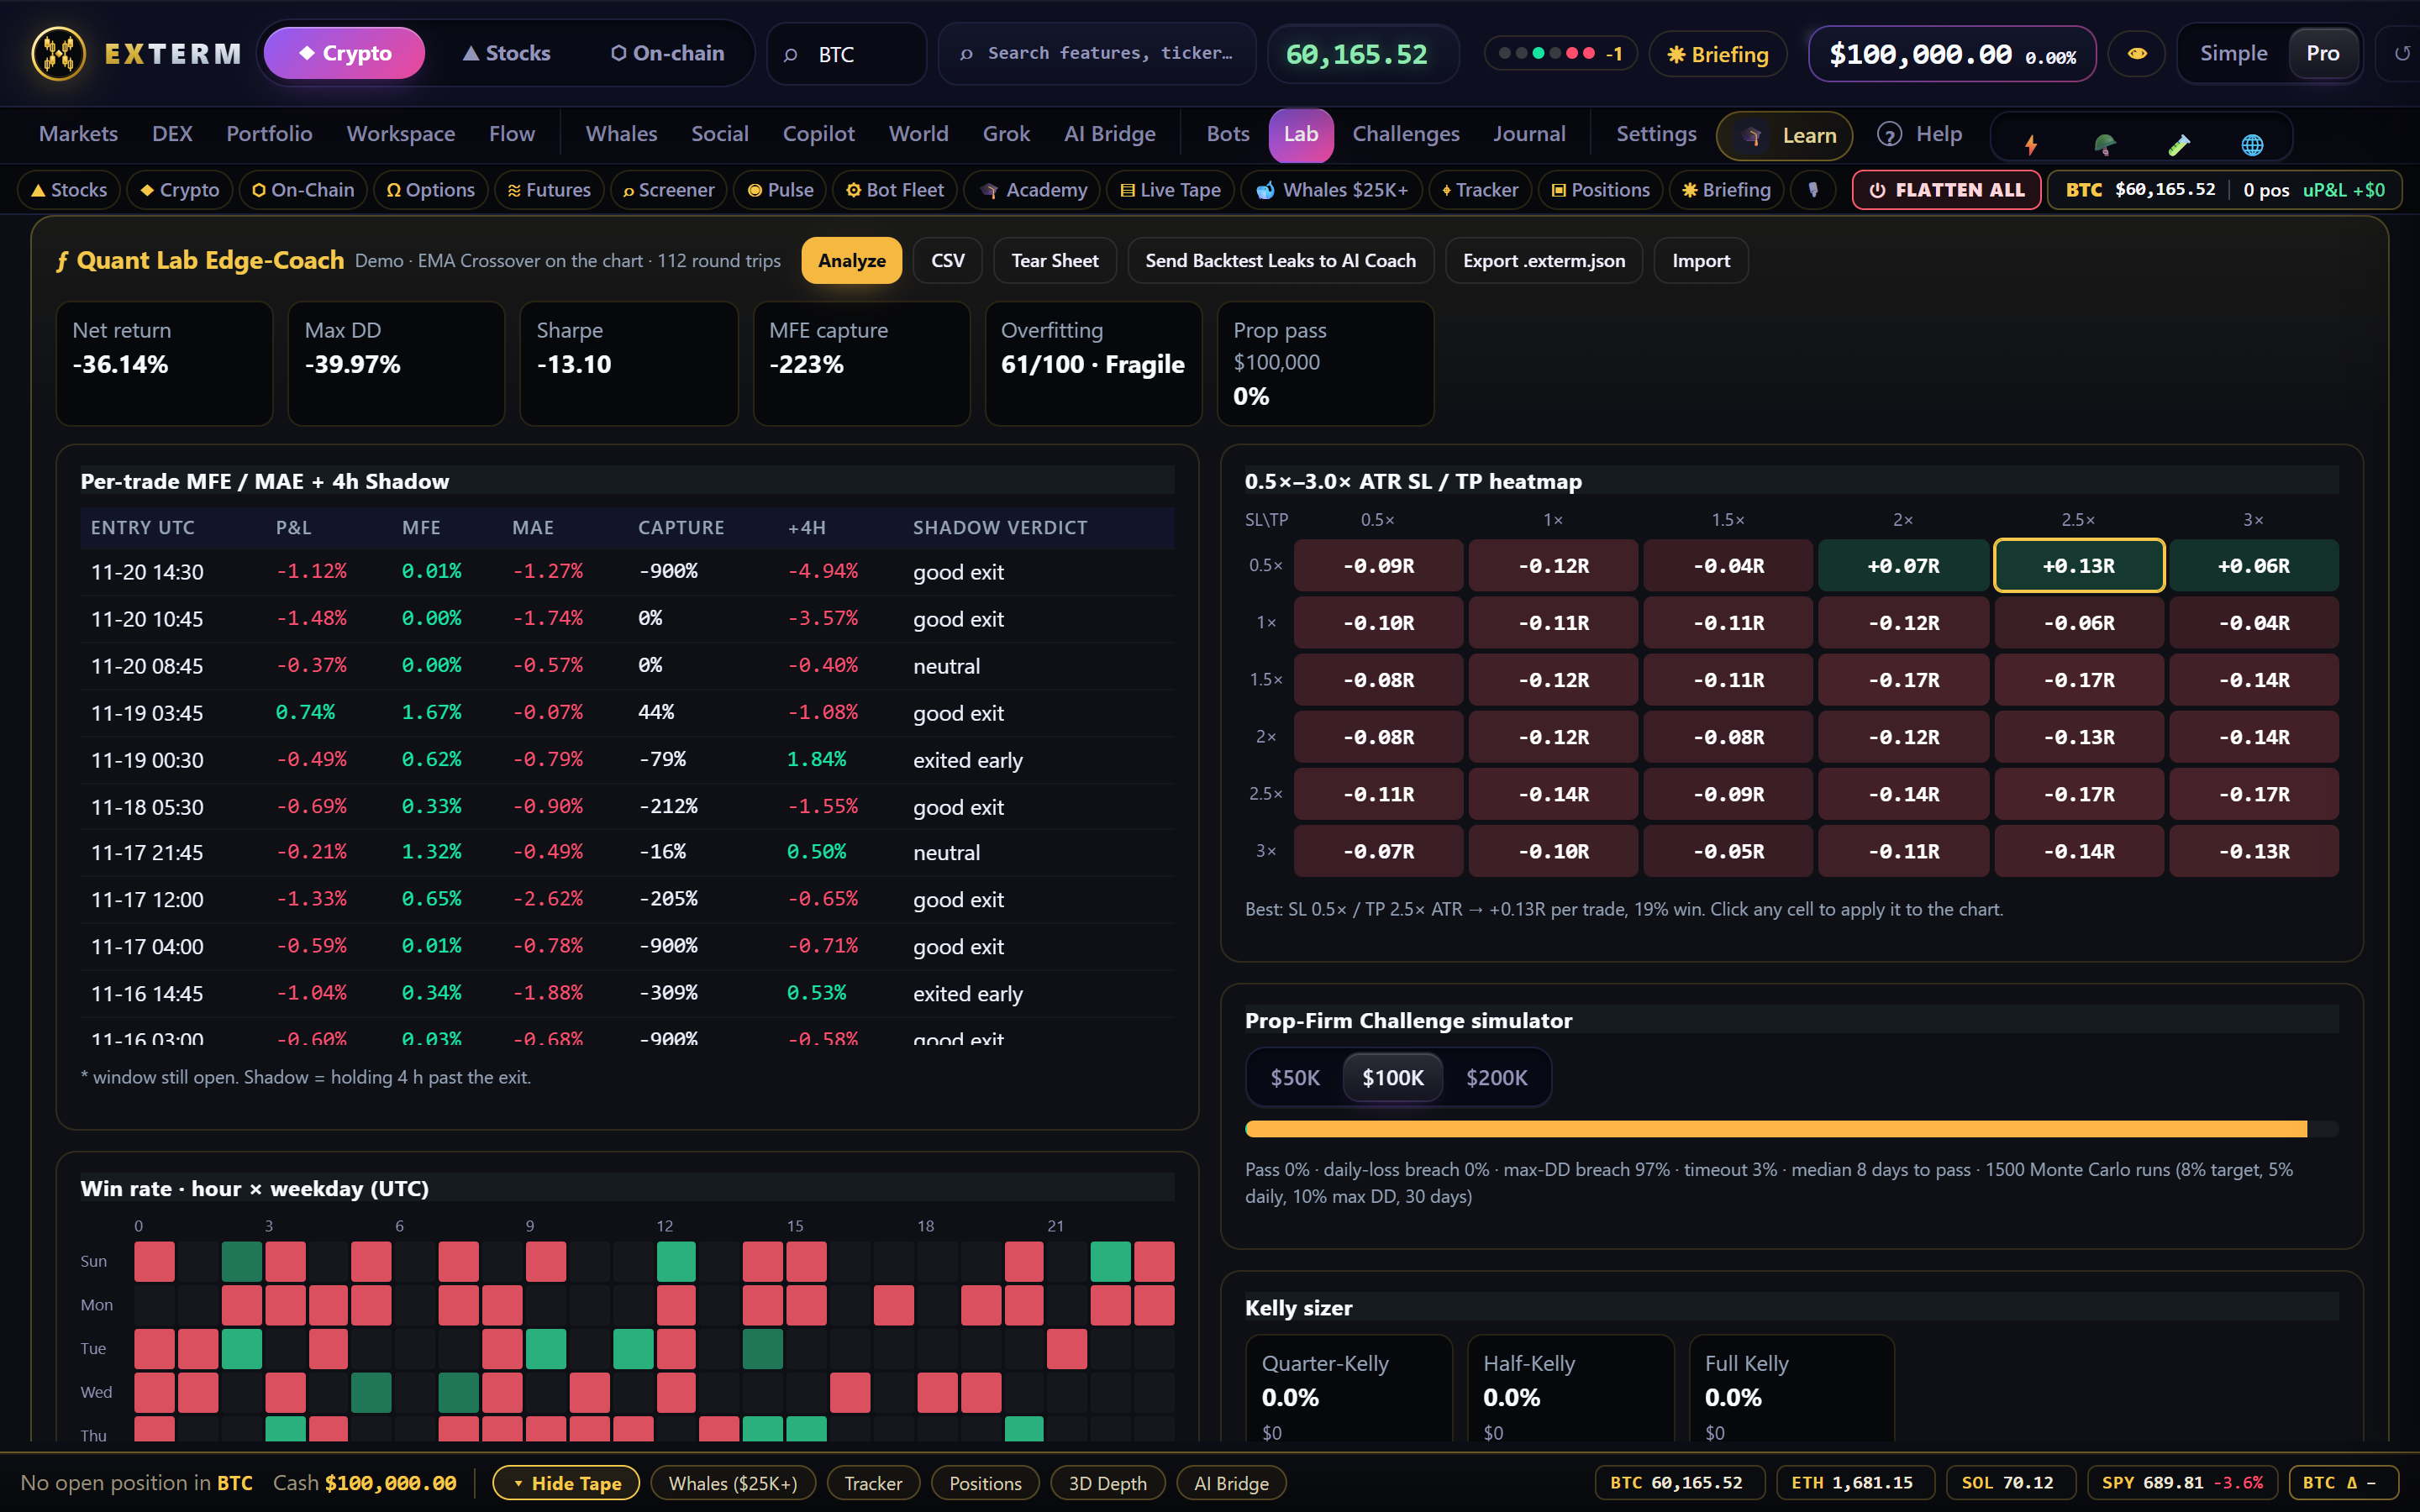 EXTERM
Crypto
Stocks
On-chain
BTC
Search features, ticker…
60,165.52
-1
Briefing
$100,000.00 0.00%
Simple
Pro
Markets
DEX
Portfolio
Workspace
Flow
Whales
Social
Copilot
World
Grok
AI Bridge
Bots
Lab
Challenges
Journal
Settings
Learn
? Help
Stocks
Crypto
On-Chain
Ω Options
Futures
Screener
Pulse
Bot Fleet
Academy
Live Tape
Whales $25K+
Tracker
Positions
Briefing
FLATTEN ALL
BTC $60,165.52 0 pos uP&L +$0
ƒ Quant Lab Edge-Coach
Demo · EMA Crossover on the chart · 112 round trips
Analyze
CSV
Tear Sheet
Send Backtest Leaks to AI Coach
Export .exterm.json
Import
Net return
-36.14%
Max DD
-39.97%
Sharpe
-13.10
MFE capture
-223%
Overfitting
61/100 · Fragile
Prop pass
$100,000
0%
Per-trade MFE / MAE + 4h Shadow
ENTRY UTC P&L MFE MAE CAPTURE +4H SHADOW VERDICT
11-20 14:30 -1.12% 0.01% -1.27% -900% -4.94% good exit
11-20 10:45 -1.48% 0.00% -1.74% 0% -3.57% good exit
11-20 08:45 -0.37% 0.00% -0.57% 0% -0.40% neutral
11-19 03:45 0.74% 1.67% -0.07% 44% -1.08% good exit
11-19 00:30 -0.49% 0.62% -0.79% -79% 1.84% exited early
11-18 05:30 -0.69% 0.33% -0.90% -212% -1.55% good exit
11-17 21:45 -0.21% 1.32% -0.49% -16% 0.50% neutral
11-17 12:00 -1.33% 0.65% -2.62% -205% -0.65% good exit
11-17 04:00 -0.59% 0.01% -0.78% -900% -0.71% good exit
11-16 14:45 -1.04% 0.34% -1.88% -309% 0.53% exited early
11-16 03:00 -0.60% 0.03% -0.68% -900% -0.58% good exit
* window still open. Shadow = holding 4 h past the exit.
0.5×–3.0× ATR SL / TP heatmap
SL\TP 0.5× 1× 1.5× 2× 2.5× 3×
0.5× -0.09R -0.12R -0.04R +0.07R +0.13R +0.06R
1× -0.10R -0.11R -0.11R -0.12R -0.06R -0.04R
1.5× -0.08R -0.12R -0.11R -0.17R -0.17R -0.14R
2× -0.08R -0.12R -0.08R -0.12R -0.13R -0.14R
2.5× -0.11R -0.14R -0.09R -0.14R -0.17R -0.17R
3× -0.07R -0.10R -0.05R -0.11R -0.14R -0.13R
Best: SL 0.5× / TP 2.5× ATR → +0.13R per trade, 19% win. Click any cell to apply it to the chart.
Prop-Firm Challenge simulator
$50K
$100K
$200K
Pass 0% · daily-loss breach 0% · max-DD breach 97% · timeout 3% · median 8 days to pass · 1500 Monte Carlo runs (8% target, 5%
daily, 10% max DD, 30 days)
Win rate · hour × weekday (UTC)
0 3 6 9 12 15 18 21
Sun
Mon
Tue
Wed
Thu
Kelly sizer
Quarter-Kelly
0.0%
$0
Half-Kelly
0.0%
$0
Full Kelly
0.0%
$0
No open position in BTC
Cash $100,000.00
Hide Tape
Whales ($25K+)
Tracker
Positions
3D Depth
AI Bridge
BTC 60,165.52
ETH 1,681.15
SOL 70.12
SPY 689.81 -3.6%
BTC Δ –